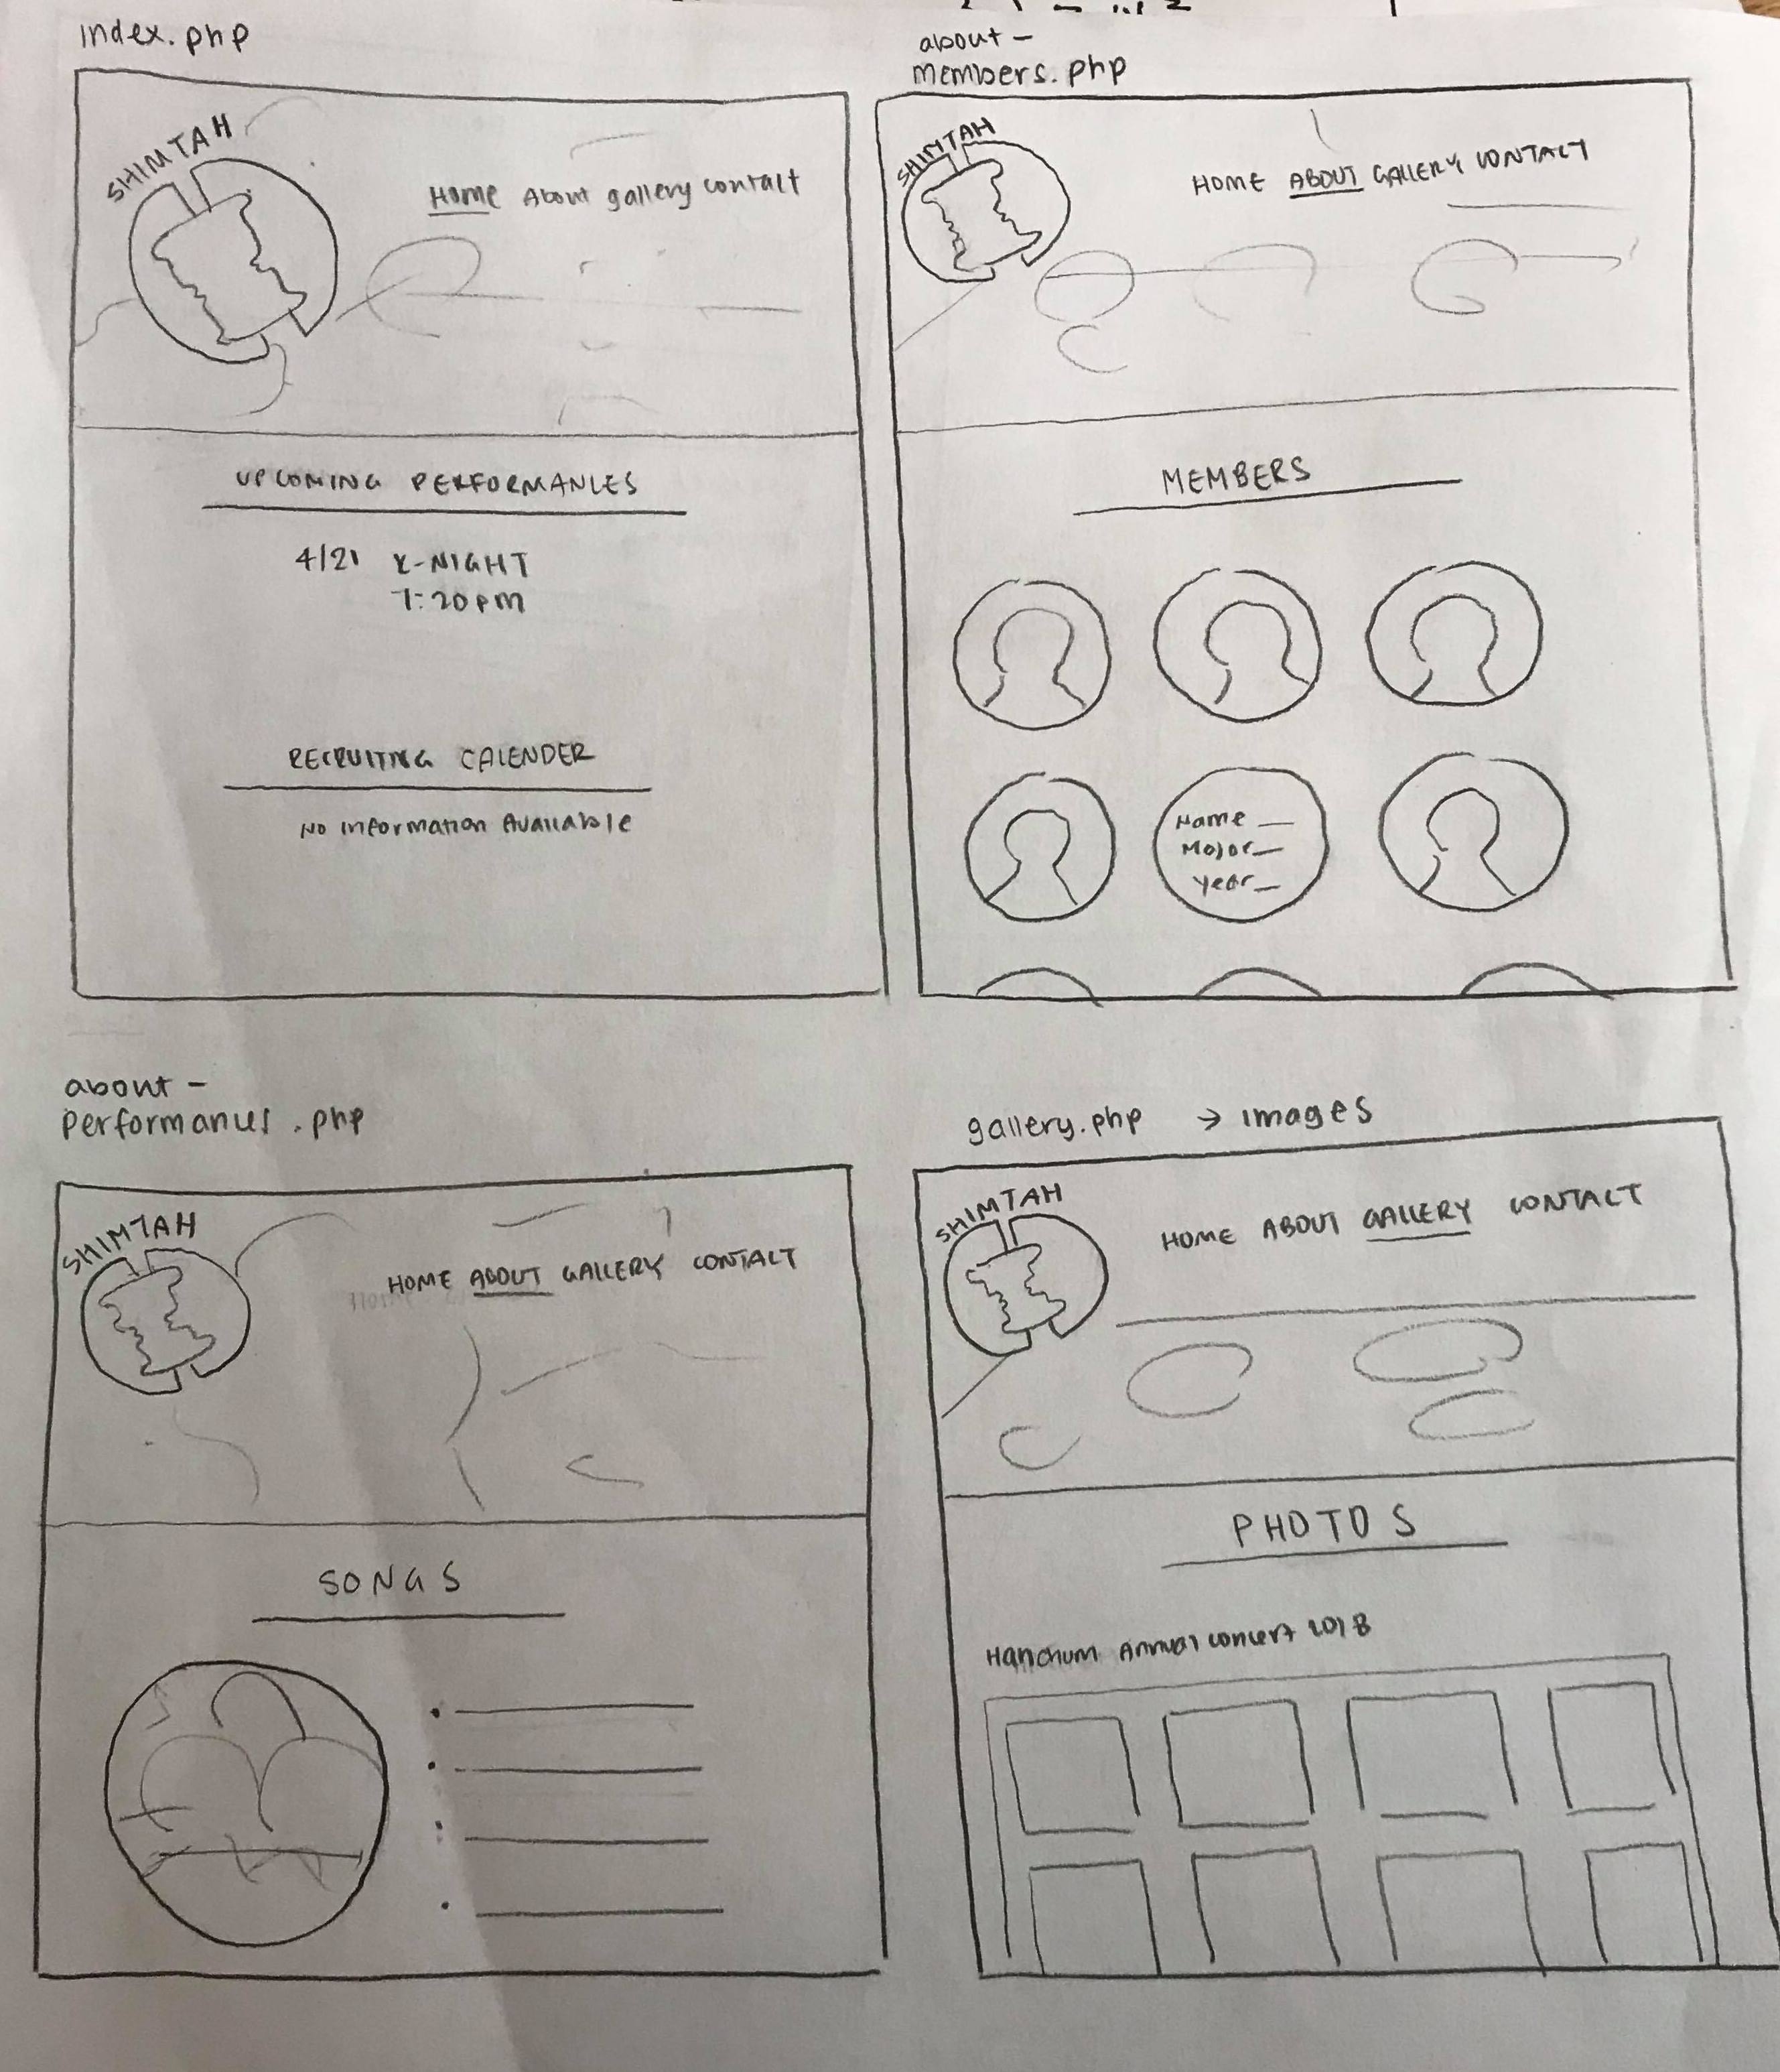 index.php
SHIMTAH
Home About gallery contact
UPCOMING PERFORMANCES
4/21 K-NIGHT
7:20pm
RECRUITING CALENDER
No information Available
about -
members.php
SHIMTAH
HOME ABOUT GALLERY CONTACT
MEMBERS
Name
Major
Year
about -
performances.php
SHIMTAH
HOME ABOUT GALLERY CONTACT
SONGS
gallery.php → images
SHIMTAH
HOME ABOUT GALLERY CONTACT
PHOTOS
Hanchum Annual concert 2018